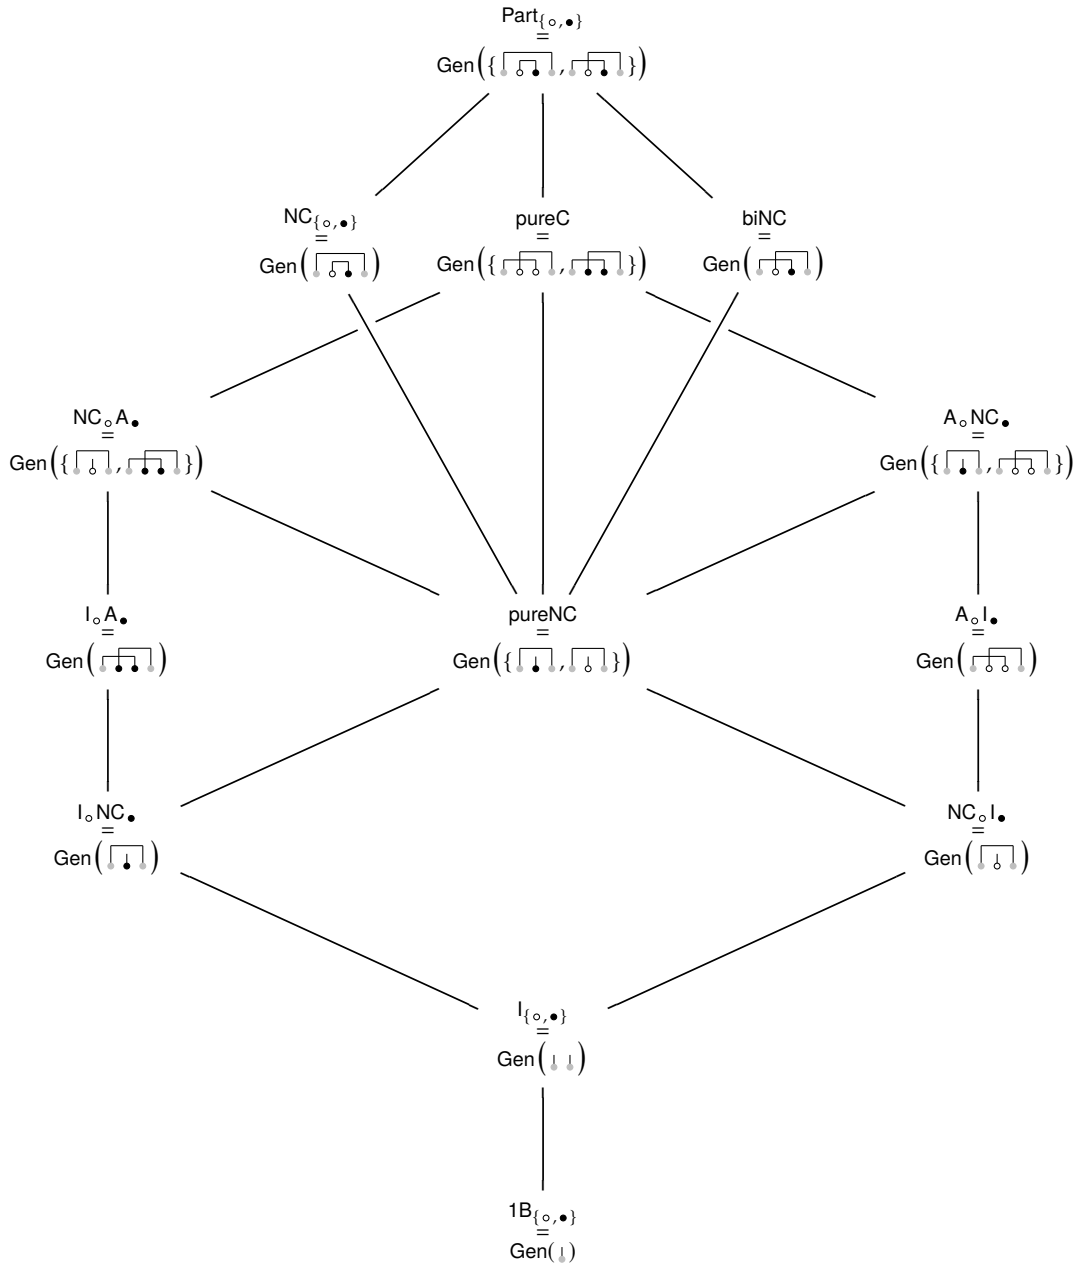 Part{○,●}
=
Gen({ , })
NC{○,●} pureC biNC
= = =
Gen( ) Gen({ , }) Gen( )
NC○A● A○NC●
= =
Gen({ , }) Gen({ , })
I○A● pureNC A○I●
= = =
Gen( ) Gen({ , }) Gen( )
I○NC● NC○I●
= =
Gen( ) Gen( )
I{○,●}
=
Gen( )
1B{○,●}
=
Gen( )